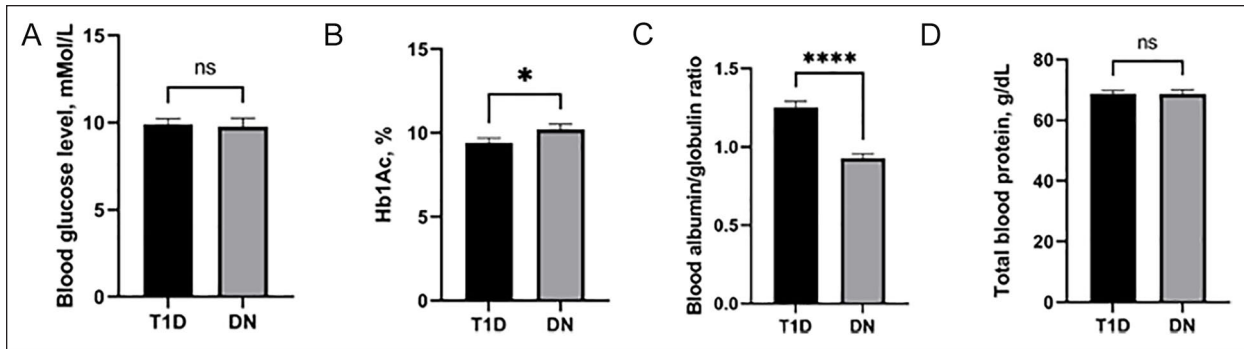 A
Blood glucose level, mMol/L
15
10
5
0
ns
T1D
DN
B
Hb1Ac, %
15
10
5
0
*
T1D
DN
C
Blood albumin/globulin ratio
1.5
1.0
0.5
0.0
****
T1D
DN
D
Total blood protein, g/dL
80
60
40
20
0
ns
T1D
DN